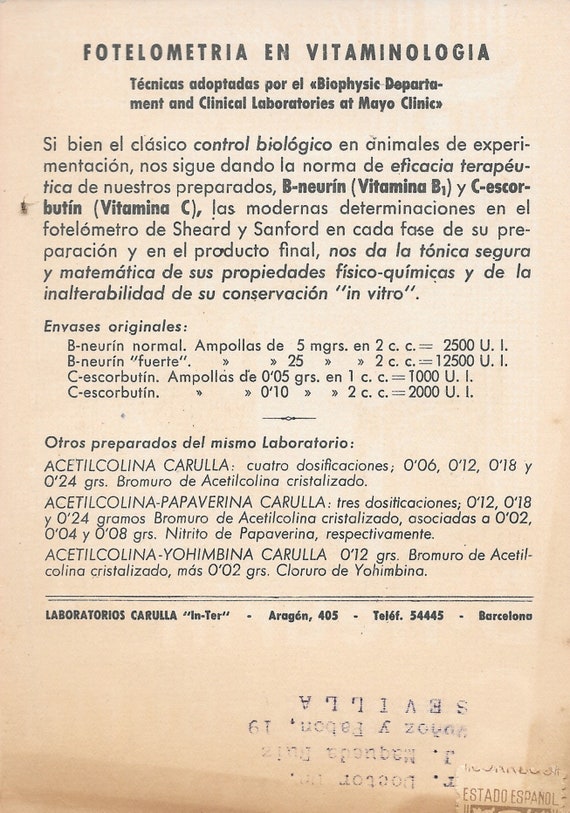 FOTELOMETRIA EN VITAMINOLOGIA
Técnicas adoptadas por el «Biophysic Departa-
ment and Clinical Laboratories at Mayo Clinic»
Si bien el clásico control biológico en animales de experi-
mentación, nos sigue dando la norma de eficacia terapéu-
tica de nuestros preparados, B-neurín (Vitamina B₁) y C-escor-
butín (Vitamina C), las modernas determinaciones en el
fotelómetro de Sheard y Sanford en cada fase de su pre-
paración y en el producto final, nos da la tónica segura
y matemática de sus propiedades físico-químicas y de la
inalterabilidad de su conservación "in vitro".
Envases originales:
B-neurín normal. Ampollas de 5 mgrs. en 2 c. c. = 2500 U. I.
B-neurín "fuerte". » » 25 » » 2 c. c. = 12500 U. I.
C-escorbutín. Ampollas de 0'05 grs. en 1 c. c. = 1000 U. I.
C-escorbutín. » » 0'10 » » 2 c. c. = 2000 U. I.
Otros preparados del mismo Laboratorio:
ACETILCOLINA CARULLA: cuatro dosificaciones; 0'06, 0'12, 0'18 y
0'24 grs. Bromuro de Acetilcolina cristalizado.
ACETILCOLINA-PAPAVERINA CARULLA: tres dosificaciones; 0'12, 0'18
y 0'24 gramos Bromuro de Acetilcolina cristalizado, asociadas a 0'02,
0'04 y 0'08 grs. Nitrito de Papaverina, respectivamente.
ACETILCOLINA-YOHIMBINA CARULLA 0'12 grs. Bromuro de Acetil-
colina cristalizado, más 0'02 grs. Cloruro de Yohimbina.
LABORATORIOS CARULLA "In-Ter" - Aragón, 405 - Teléf. 54445 - Barcelona
r. Doctor Dn.
J. Maqueda Ruiz
Muñoz y Pabon, 19
SEVILLA
ESTADO ESPAÑOL